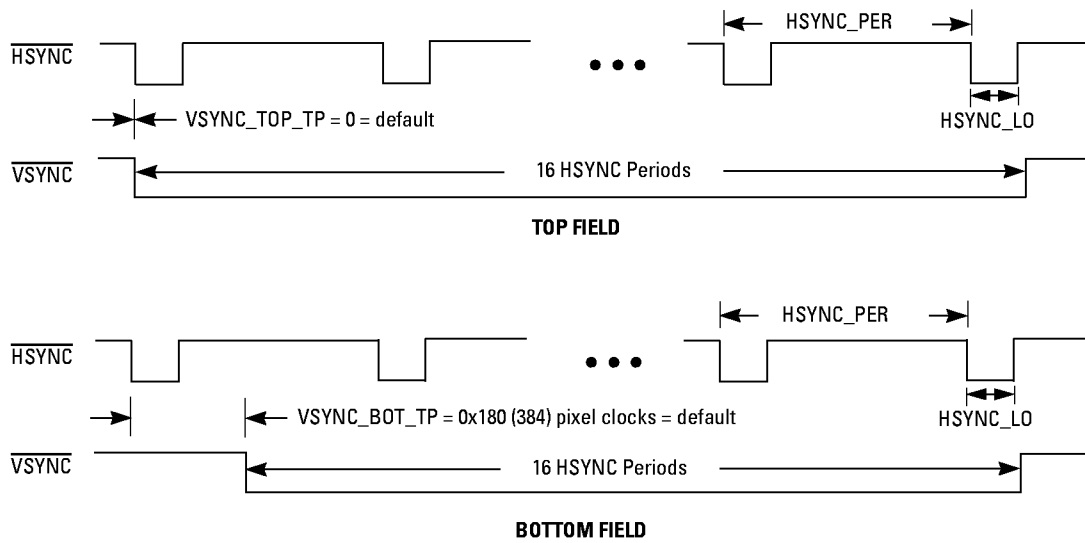 HSYNC_PER
HSYNC
VSYNC_TOP_TP = 0 = default
HSYNC_LO
VSYNC
16 HSYNC Periods
TOP FIELD
HSYNC_PER
HSYNC
VSYNC_BOT_TP = 0x180 (384) pixel clocks = default
HSYNC_LO
VSYNC
16 HSYNC Periods
BOTTOM FIELD